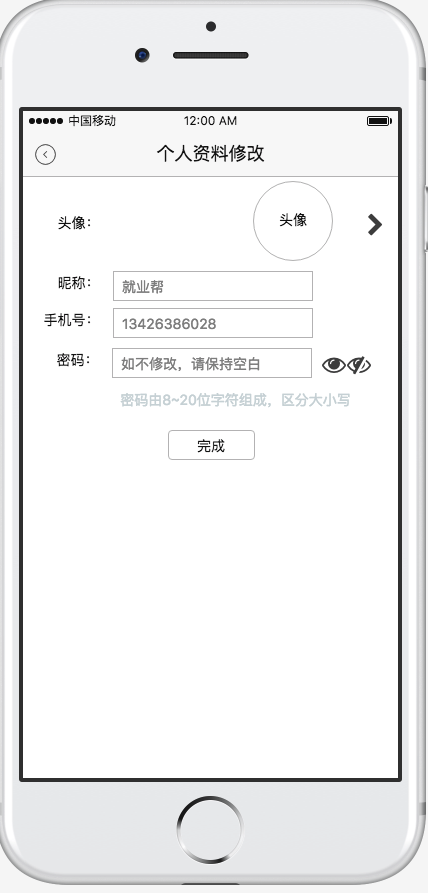 中国移动 12:00 AM
个人资料修改
头像： 头像
昵称： 就业帮
手机号： 13426386028
密码： 如不修改，请保持空白
密码由8~20位字符组成，区分大小写
完成